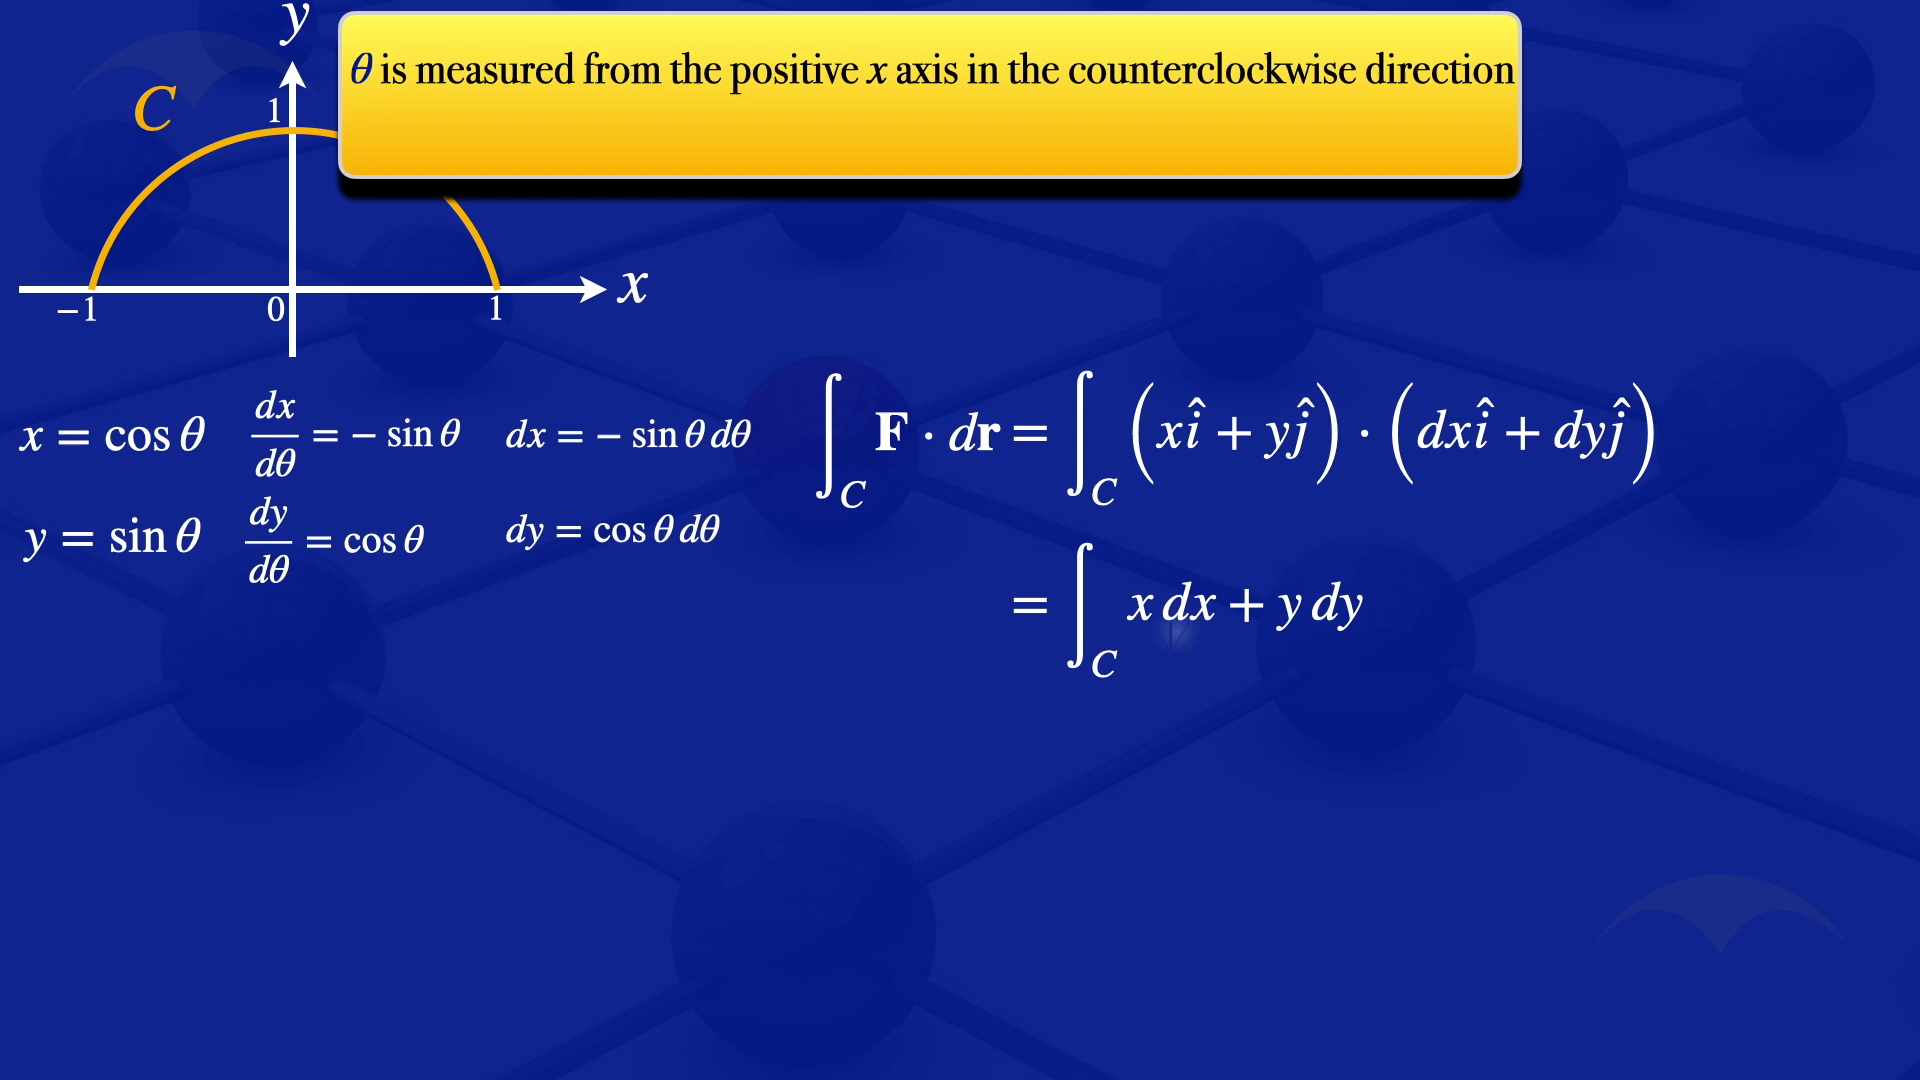 y
θ is measured from the positive x axis in the counterclockwise direction
C
1
x
−1 0 1
x = cos θ dx/dθ = − sin θ dx = − sin θ dθ ∫_C F · dr = ∫_C (xî + yĵ) · (dxî + dyĵ)
y = sin θ dy/dθ = cos θ dy = cos θ dθ
= ∫_C x dx + y dy